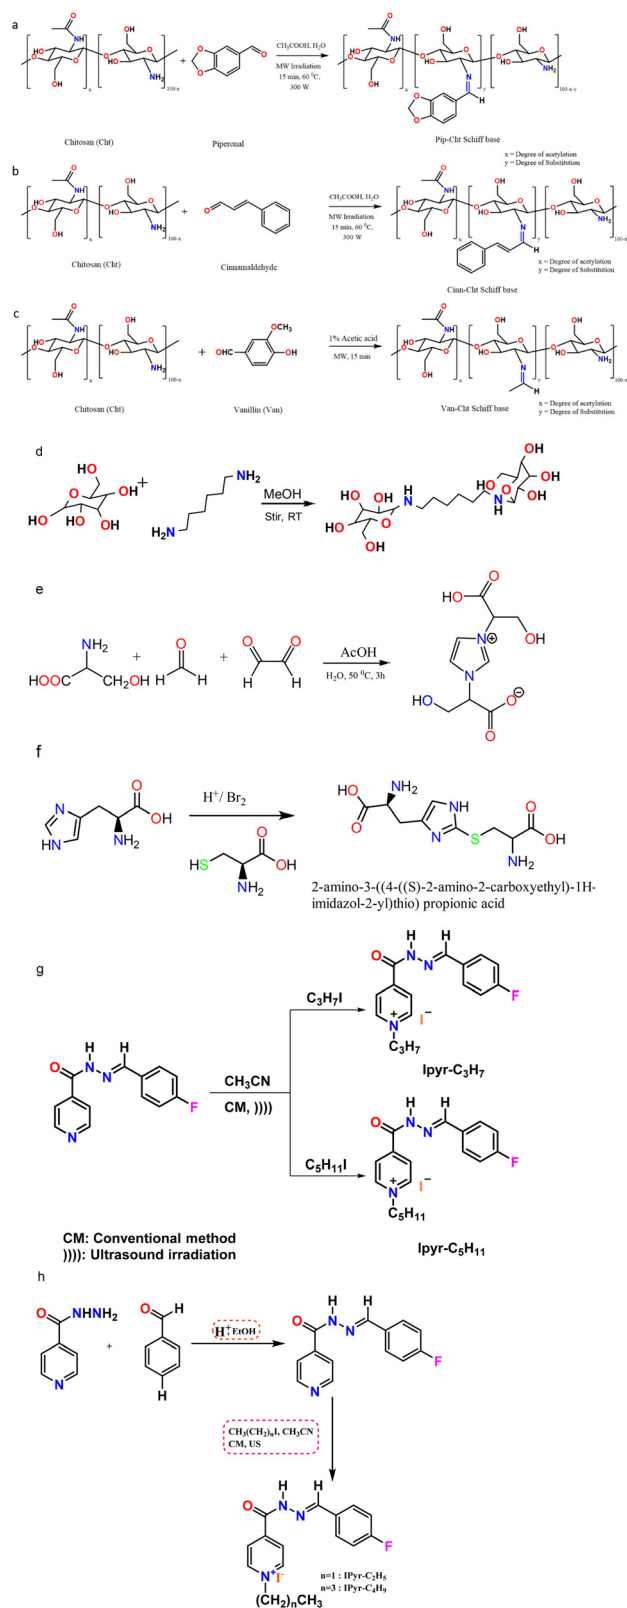 a
CH₃COOH, H₂O
MW Irradiation
15 min, 60 ⁰C,
300 W
Chitosan (Cht)
Piperonal
Pip-Cht Schiff base
x = Degree of acetylation
y = Degree of Substitution
b
CH₃COOH, H₂O
MW Irradiation
15 min, 60 ⁰C,
300 W
Chitosan (Cht)
Cinnamaldehyde
Cinn-Cht Schiff base
x = Degree of acetylation
y = Degree of Substitution
c
1% Acetic acid
MW, 15 min
Chitosan (Cht)
Vanillin (Van)
Van-Cht Schiff base
x = Degree of acetylation
y = Degree of Substitution
d
MeOH
Stir, RT
e
AcOH
H₂O, 50 ⁰C, 3h
f
H⁺/ Br₂
2-amino-3-((4-((S)-2-amino-2-carboxyethyl)-1H-
imidazol-2-yl)thio) propionic acid
g
C₃H₇I
Ipyr-C₃H₇
CH₃CN
CM, ))))
C₅H₁₁I
Ipyr-C₅H₁₁
CM: Conventional method
)))): Ultrasound irradiation
h
H⁺, EtOH
CH₃(CH₂)ₙI, CH₃CN
CM, US
n=1 : IPyr-C₂H₅
n=3 : IPyr-C₄H₉
(CH₂)ₙCH₃